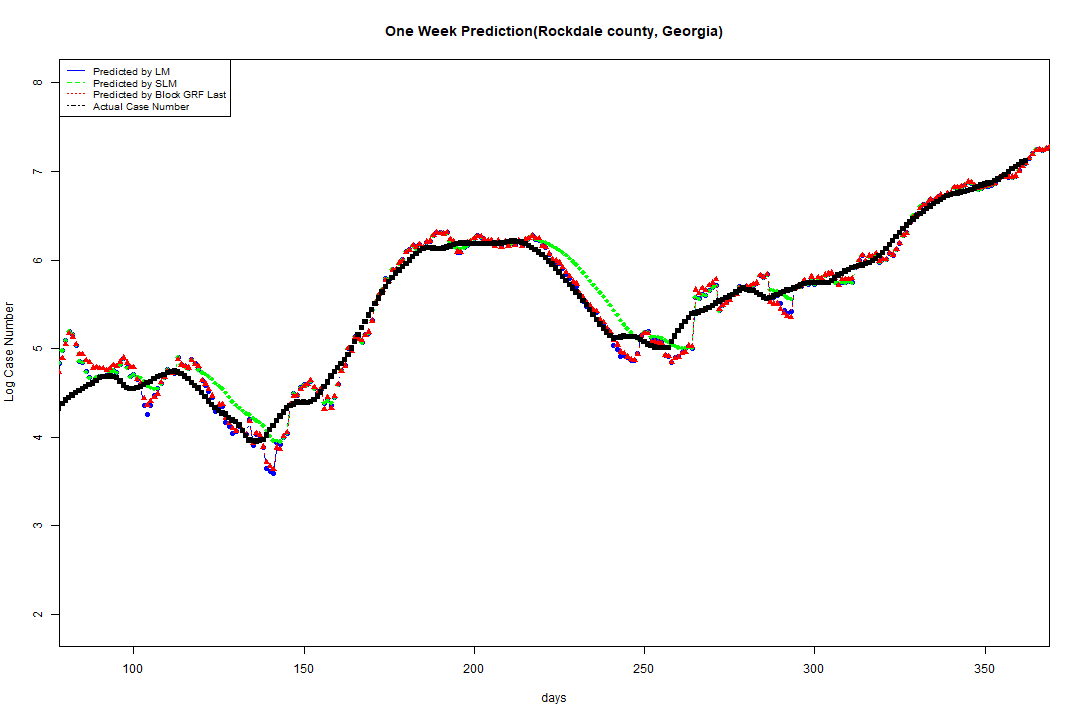 One Week Prediction(Rockdale county, Georgia)
Predicted by LM
Predicted by SLM
Predicted by Block GRF Last
Actual Case Number
8
7
6
5
4
3
2
Log Case Number
100 150 200 250 300 350
days